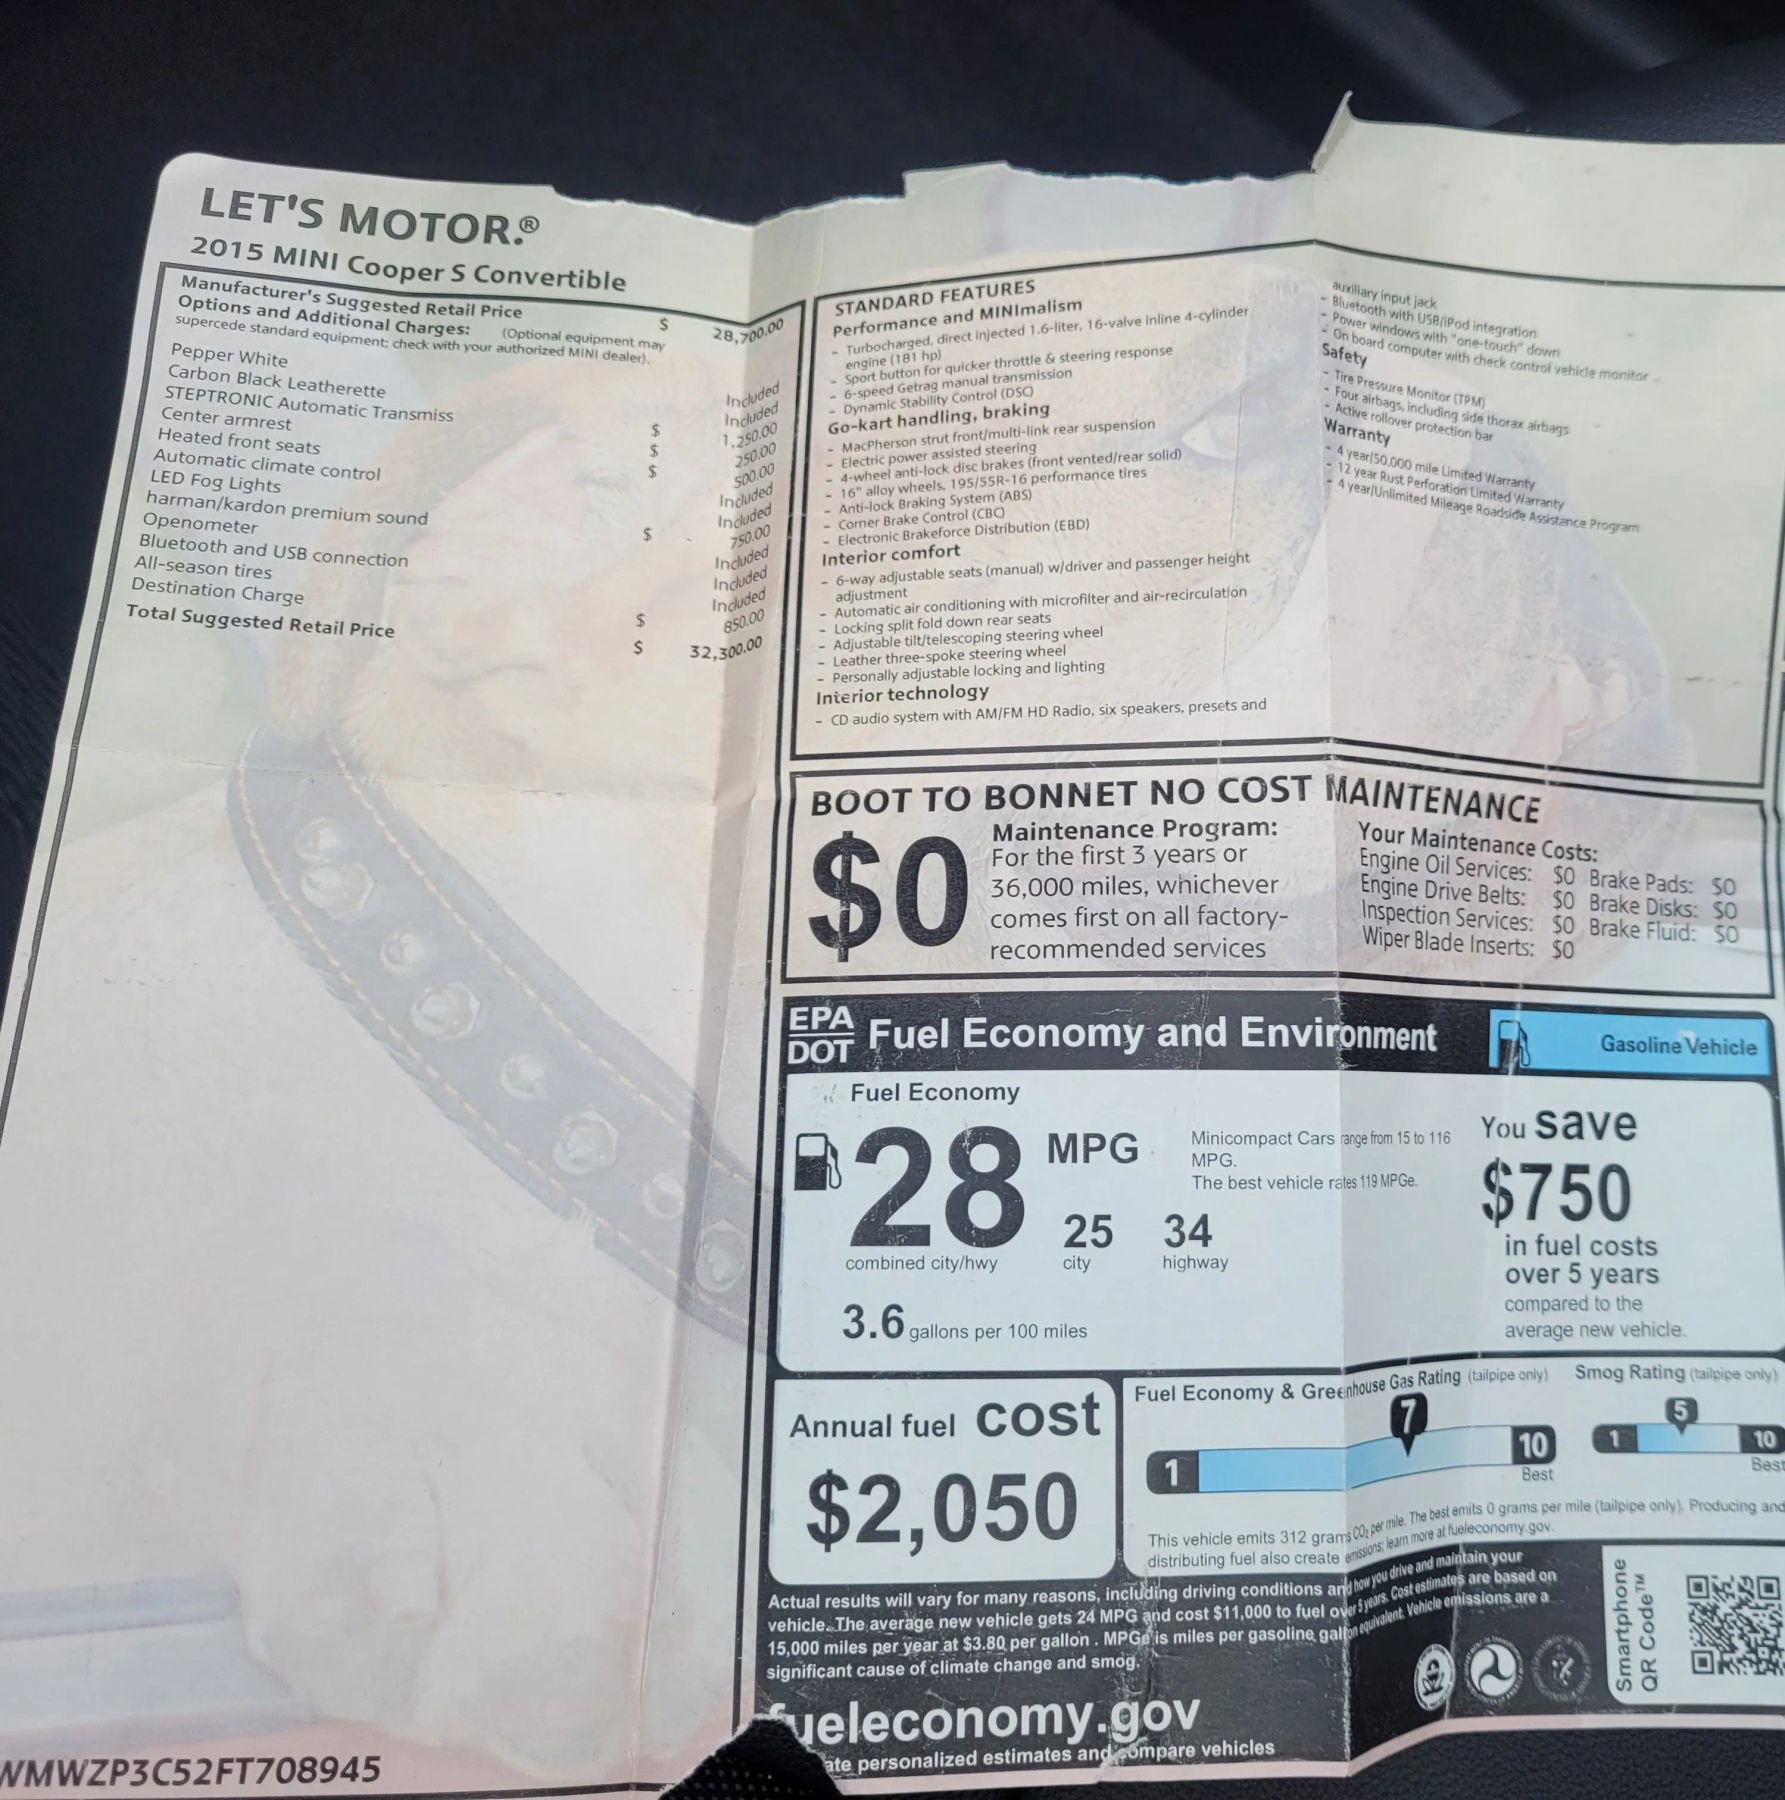 LET'S MOTOR.®
2015 MINI Cooper S Convertible
Manufacturer's Suggested Retail Price $ 28,700.00
Options and Additional Charges: (Optional equipment may
supercede standard equipment; check with your authorized MINI dealer).
Pepper White Included
Carbon Black Leatherette Included
STEPTRONIC Automatic Transmiss $ 1,250.00
Center armrest $ 250.00
Heated front seats $ 500.00
Automatic climate control Included
LED Fog Lights Included
harman/kardon premium sound $ 750.00
Openometer Included
Bluetooth and USB connection Included
All-season tires Included
Destination Charge $ 850.00
Total Suggested Retail Price $ 32,300.00
WMWZP3C52FT708945
STANDARD FEATURES
Performance and MINImalism
- Turbocharged, direct injected 1.6-liter, 16-valve Inline 4-cylinder
engine (181 hp)
- Sport button for quicker throttle & steering response
- 6-speed Getrag manual transmission
- Dynamic Stability Control (DSC)
Go-kart handling, braking
- MacPherson strut front/multi-link rear suspension
- Electric power assisted steering
- 4-wheel anti-lock disc brakes (front vented/rear solid)
- 16" alloy wheels, 195/55R-16 performance tires
- Anti-lock Braking System (ABS)
- Corner Brake Control (CBC)
- Electronic Brakeforce Distribution (EBD)
Interior comfort
- 6-way adjustable seats (manual) w/driver and passenger height
adjustment
- Automatic air conditioning with microfilter and air-recirculation
- Locking split fold down rear seats
- Adjustable tilt/telescoping steering wheel
- Leather three-spoke steering wheel
- Personally adjustable locking and lighting
Interior technology
- CD audio system with AM/FM HD Radio, six speakers, presets and
auxiliary input jack
- Bluetooth with USB/iPod integration
- Power windows with "one-touch" down
- On board computer with check control vehicle monitor
Safety
- Tire Pressure Monitor (TPM)
- Four airbags, including side thorax airbags
- Active rollover protection bar
Warranty
- 4 year/50,000 mile Limited Warranty
- 12 year Rust Perforation Limited Warranty
- 4 year/Unlimited Mileage Roadside Assistance Program
BOOT TO BONNET NO COST MAINTENANCE
$0
Maintenance Program:
For the first 3 years or
36,000 miles, whichever
comes first on all factory-
recommended services
Your Maintenance Costs:
Engine Oil Services: $0 Brake Pads: $0
Engine Drive Belts: $0 Brake Disks: $0
Inspection Services: $0 Brake Fluid: $0
Wiper Blade Inserts: $0
EPA
DOT
Fuel Economy and Environment
Gasoline Vehicle
Fuel Economy
28 MPG
combined city/hwy
25
city
34
highway
3.6 gallons per 100 miles
Minicompact Cars range from 15 to 116
MPG.
The best vehicle rates 119 MPGe.
You save
$750
in fuel costs
over 5 years
compared to the
average new vehicle.
Annual fuel cost
$2,050
Fuel Economy & Greenhouse Gas Rating (tailpipe only)
1 7 10
Best
Smog Rating (tailpipe only)
1 5 10
Best
This vehicle emits 312 grams CO2 per mile. The best emits 0 grams per mile (tailpipe only). Producing and
distributing fuel also create emissions; learn more at fueleconomy.gov.
Actual results will vary for many reasons, including driving conditions and how you drive and maintain your
vehicle. The average new vehicle gets 24 MPG and cost $11,000 to fuel over 5 years. Cost estimates are based on
15,000 miles per year at $3.80 per gallon . MPGe is miles per gasoline gallon equivalent. Vehicle emissions are a
significant cause of climate change and smog.
fueleconomy.gov
ate personalized estimates and compare vehicles
Smartphone
QR Code™